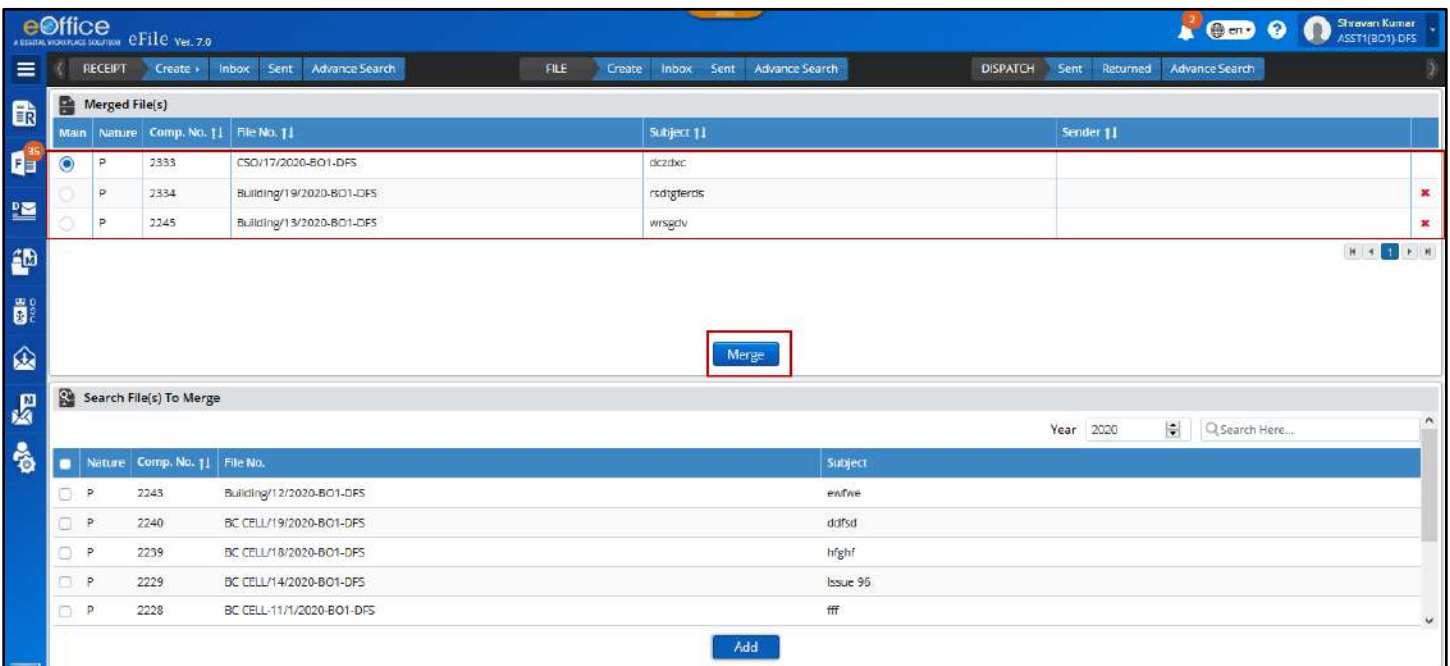 eOffice
A DIGITAL WORKPLACE SOLUTION eFile Ver. 7.0
2 en ? Shravan Kumar
ASST1(BO1)-DFS
RECEIPT Create Inbox Sent Advance Search FILE Create Inbox Sent Advance Search DISPATCH Sent Returned Advance Search
Merged File(s)
Main Nature Comp. No. File No. Subject Sender
P 2333 CSO/17/2020-BO1-DFS dczdxc
P 2334 Building/19/2020-BO1-DFS rsdtgferds
P 2245 Building/13/2020-BO1-DFS wrsgdv
1
Merge
Search File(s) To Merge
Year 2020 Search Here...
Nature Comp. No. File No. Subject
P 2243 Building/12/2020-BO1-DFS ewfwe
P 2240 BC CELL/19/2020-BO1-DFS ddfsd
P 2239 BC CELL/18/2020-BO1-DFS hfghf
P 2229 BC CELL/14/2020-BO1-DFS Issue 96
P 2228 BC CELL-11/1/2020-BO1-DFS fff
Add
R
F 35
D
M
DSC
N